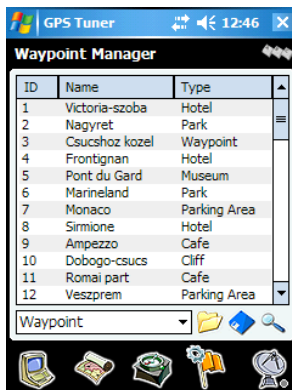 GPS Tuner 12:46
Waypoint Manager
ID Name Type
1 Victoria-szoba Hotel
2 Nagyret Park
3 Csucshoz kozel Waypoint
4 Frontignan Hotel
5 Pont du Gard Museum
6 Marineland Park
7 Monaco Parking Area
8 Sirmione Hotel
9 Ampezzo Cafe
10 Dobogo-csucs Cliff
11 Romai part Cafe
12 Veszprem Parking Area
Waypoint